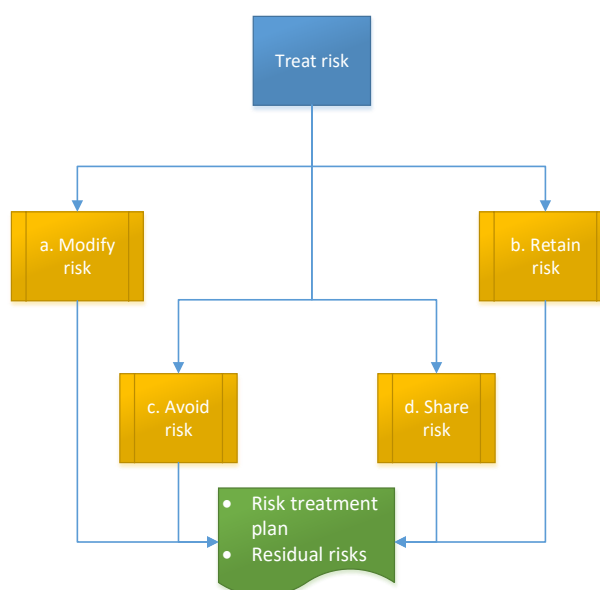 Treat risk
a. Modify
risk
b. Retain
risk
c. Avoid
risk
d. Share
risk
• Risk treatment
plan
• Residual risks